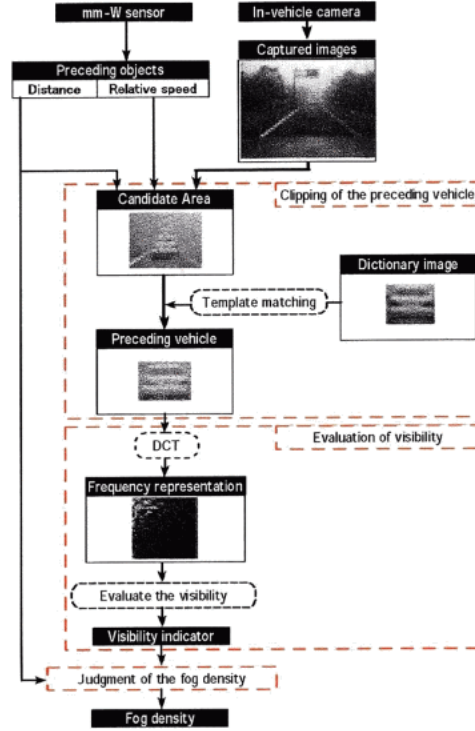 mm-W sensor
In-vehicle camera
Preceding objects
Distance
Relative speed
Captured images
Clipping of the preceding vehicle
Candidate Area
Dictionary image
Template matching
Preceding vehicle
Evaluation of visibility
DCT
Frequency representation
Evaluate the visibility
Visibility indicator
Judgment of the fog density
Fog density